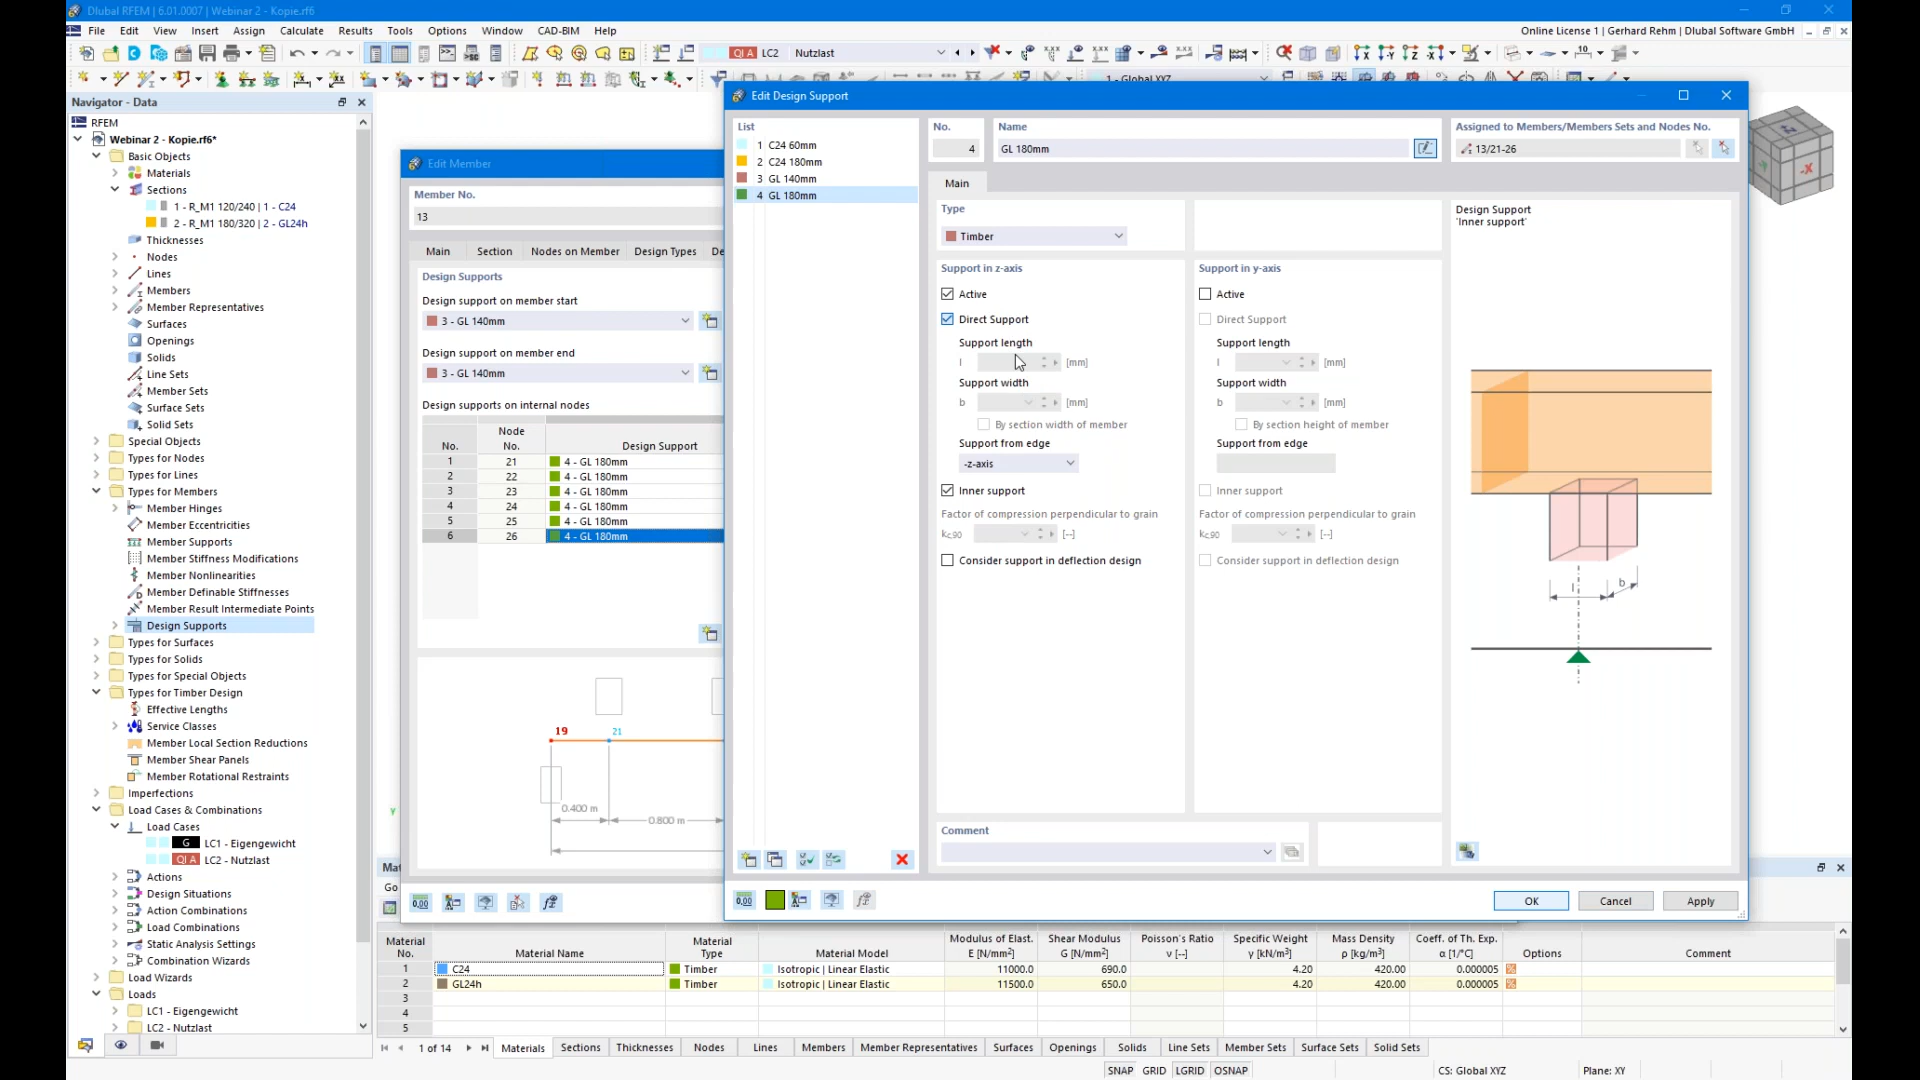 Dlubal RFEM | 6.01.0007 | Webinar 2 - Kopie.rf6
File Edit View Insert Assign Calculate Results Tools Options Window CAD-BIM Help
Online License 1 | Gerhard Rehm | Dlubal Software GmbH
QI A LC2 Nutzlast
1 - Global XYZ
Navigator - Data
RFEM
Webinar 2 - Kopie.rf6*
Basic Objects
Materials
Sections
1 - R_M1 120/240 | 1 - C24
2 - R_M1 180/320 | 2 - GL24h
Thicknesses
Nodes
Lines
Members
Member Representatives
Surfaces
Openings
Solids
Line Sets
Member Sets
Surface Sets
Solid Sets
Special Objects
Types for Nodes
Types for Lines
Types for Members
Member Hinges
Member Eccentricities
Member Supports
Member Stiffness Modifications
Member Nonlinearities
Member Definable Stiffnesses
Member Result Intermediate Points
Design Supports
Types for Surfaces
Types for Solids
Types for Special Objects
Types for Timber Design
Effective Lengths
Service Classes
Member Local Section Reductions
Member Shear Panels
Member Rotational Restraints
Imperfections
Load Cases & Combinations
Load Cases
G LC1 - Eigengewicht
QI A LC2 - Nutzlast
Actions
Design Situations
Action Combinations
Load Combinations
Static Analysis Settings
Combination Wizards
Load Wizards
Loads
LC1 - Eigengewicht
LC2 - Nutzlast
Edit Member
Member No.
13
Main Section Nodes on Member Design Types De
Design Supports
Design support on member start
3 - GL 140mm
Design support on member end
3 - GL 140mm
Design supports on internal nodes
No. Node No. Design Support
1 21 4 - GL 180mm
2 22 4 - GL 180mm
3 23 4 - GL 180mm
4 24 4 - GL 180mm
5 25 4 - GL 180mm
6 26 4 - GL 180mm
19 21
0.400 m
0.800 m
Edit Design Support
List
1 C24 60mm
2 C24 180mm
3 GL 140mm
4 GL 180mm
No.
4
Name
GL 180mm
Assigned to Members/Members Sets and Nodes No.
13/21-26
Main
Type
Timber
Support in z-axis
Active
Direct Support
Support length
l [mm]
Support width
b [mm]
By section width of member
Support from edge
-z-axis
Inner support
Factor of compression perpendicular to grain
kc,90 [--]
Consider support in deflection design
Support in y-axis
Active
Direct Support
Support length
l [mm]
Support width
b [mm]
By section height of member
Support from edge
Inner support
Factor of compression perpendicular to grain
kc,90 [--]
Consider support in deflection design
Design Support
'Inner support'
l b
Comment
OK Cancel Apply
+Z -Y -X
Mat
Go
Material No. Material Name Material Type Material Model Modulus of Elast. E [N/mm²] Shear Modulus G [N/mm²] Poisson's Ratio ν [--] Specific Weight γ [kN/m³] Mass Density ρ [kg/m³] Coeff. of Th. Exp. α [1/°C] Options Comment
1 C24 Timber Isotropic | Linear Elastic 11000.0 690.0 4.20 420.00 0.000005
2 GL24h Timber Isotropic | Linear Elastic 11500.0 650.0 4.20 420.00 0.000005
3
4
5
1 of 14 Materials Sections Thicknesses Nodes Lines Members Member Representatives Surfaces Openings Solids Line Sets Member Sets Surface Sets Solid Sets
SNAP GRID LGRID OSNAP CS: Global XYZ Plane: XY